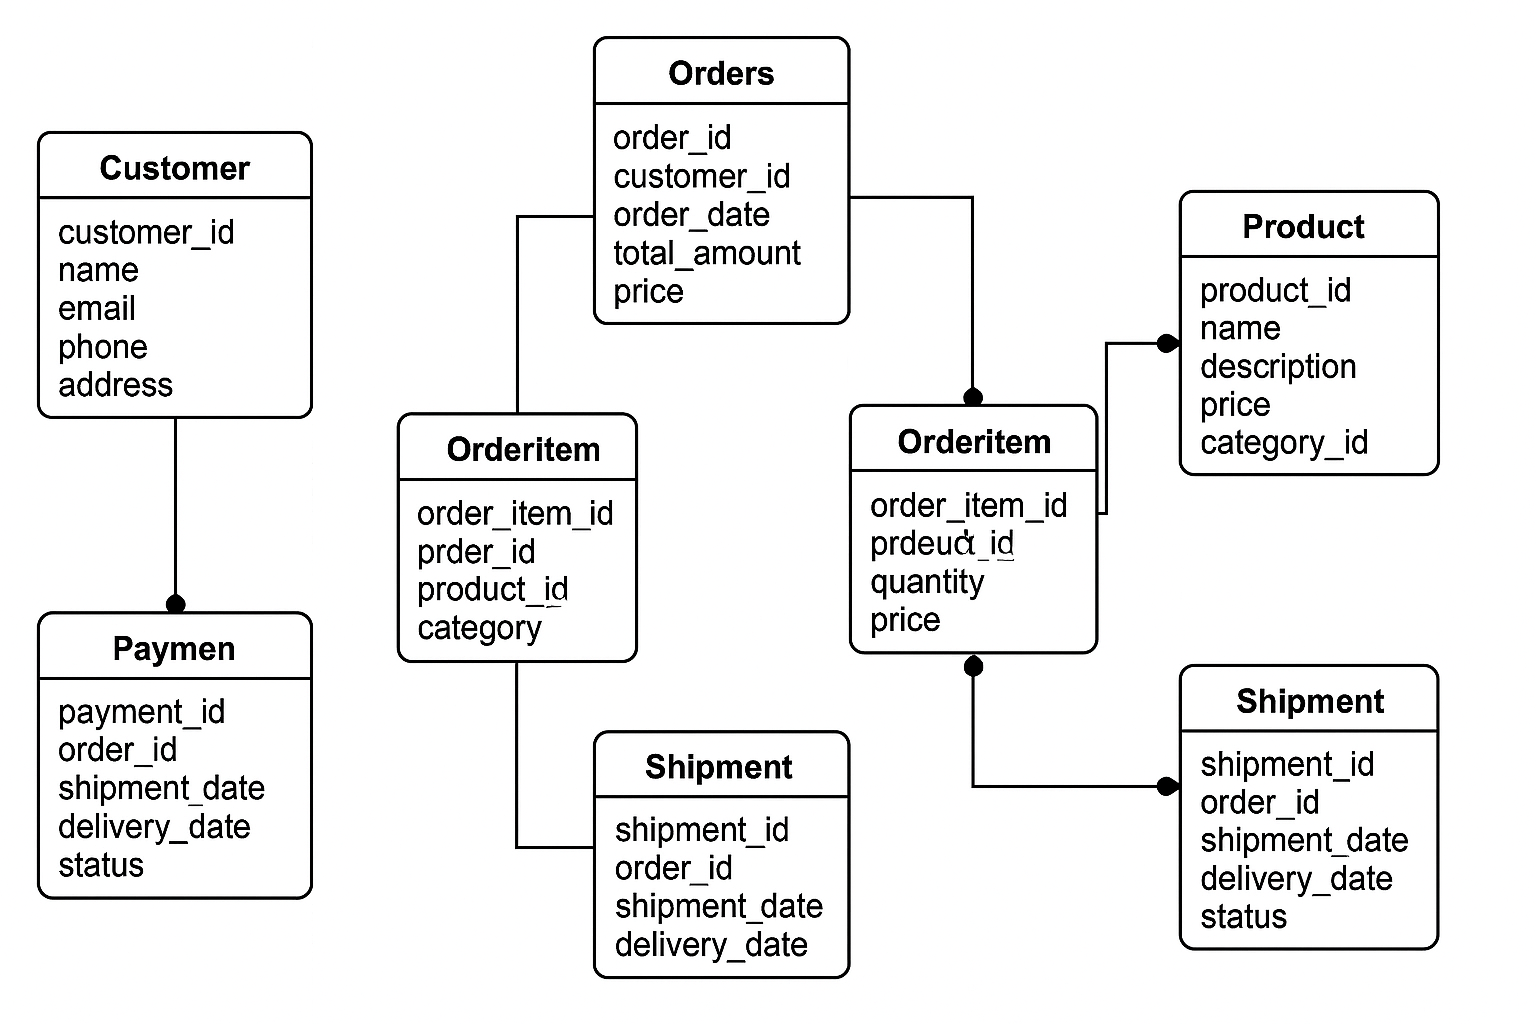 Orders
order_id
customer_id
order_date
total_amount
price
Customer
customer_id
name
email
phone
address
Product
product_id
name
description
price
category_id
Orderitem
order_item_id
prder_id
product_id
category
Orderitem
order_item_id
quantity
price
Paymen
payment_id
order_id
shipment_date
delivery_date
status
Shipment
shipment_id
order_id
shipment_date
delivery_date
Shipment
shipment_id
order_id
shipment_date
delivery_date
status